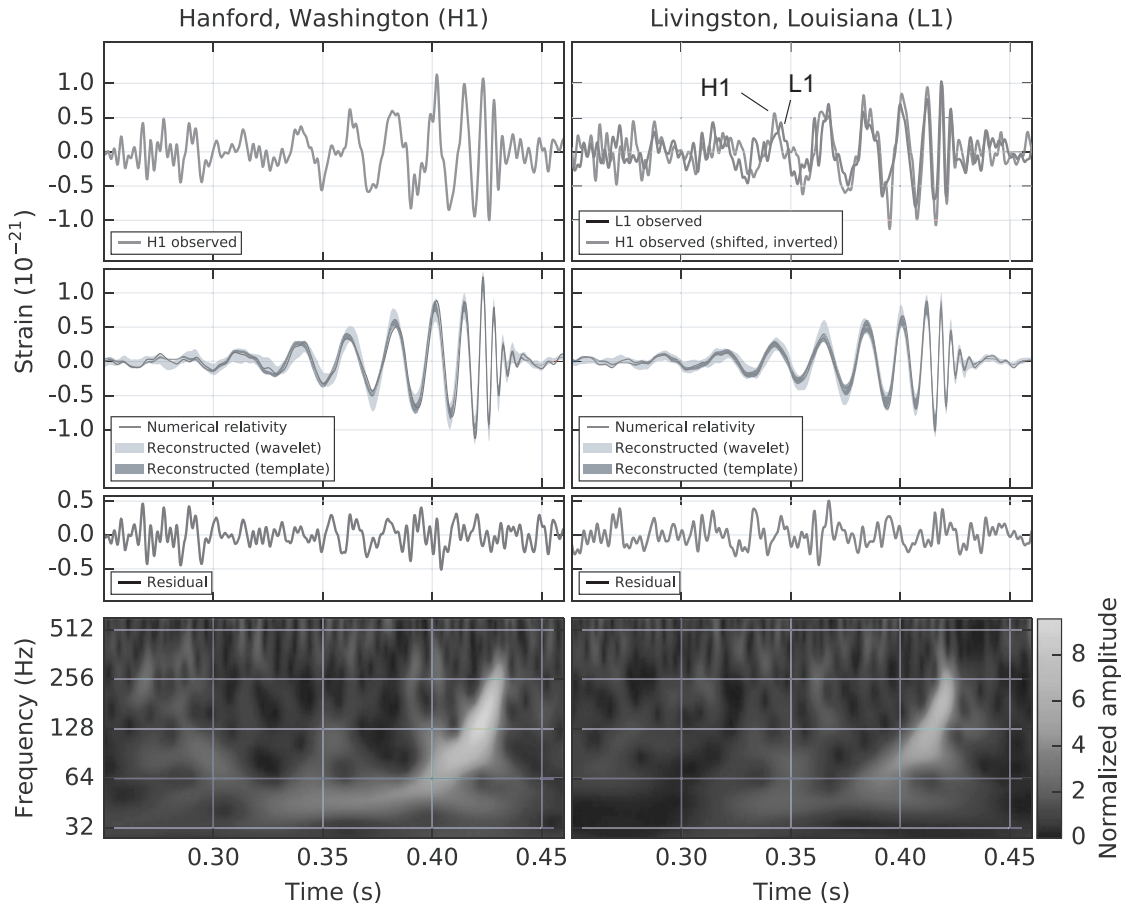 Hanford, Washington (H1)
Livingston, Louisiana (L1)
Strain (10⁻²¹)
1.0
0.5
0.0
-0.5
-1.0
H1 observed
H1
L1
L1 observed
H1 observed (shifted, inverted)
1.0
0.5
0.0
-0.5
-1.0
Numerical relativity
Reconstructed (wavelet)
Reconstructed (template)
Numerical relativity
Reconstructed (wavelet)
Reconstructed (template)
0.5
0.0
-0.5
Residual
Residual
Frequency (Hz)
512
256
128
64
32
Normalized amplitude
8
6
4
2
0
0.30
0.35
0.40
0.45
0.30
0.35
0.40
0.45
Time (s)
Time (s)